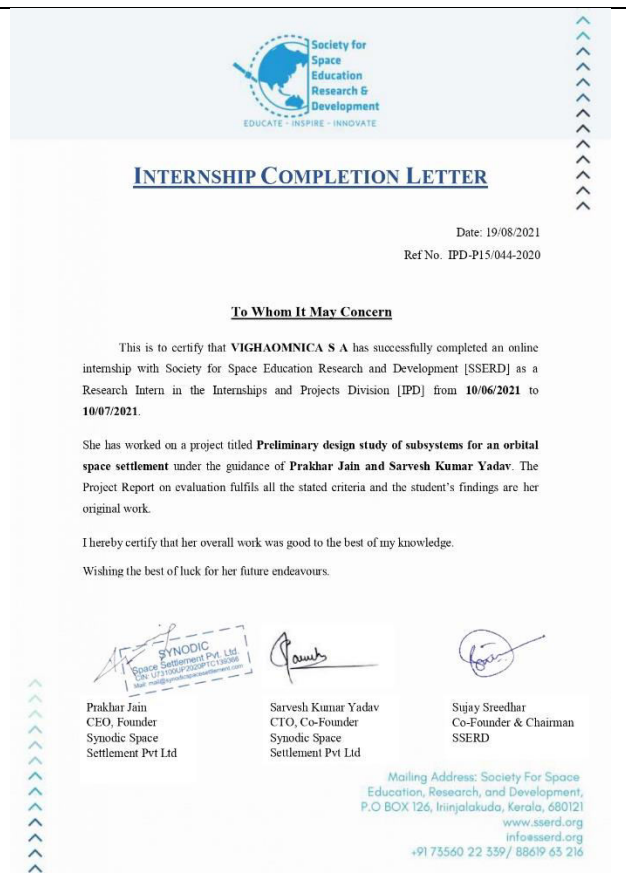 Society for
Space
Education
Research &
Development
EDUCATE - INSPIRE - INNOVATE
INTERNSHIP COMPLETION LETTER
Date: 19/08/2021
Ref No. IPD-P15/044-2020
To Whom It May Concern
This is to certify that VIGHAOMNICA S A has successfully completed an online
internship with Society for Space Education Research and Development [SSERD] as a
Research Intern in the Internships and Projects Division [IPD] from 10/06/2021 to
10/07/2021.
She has worked on a project titled Preliminary design study of subsystems for an orbital
space settlement under the guidance of Prakhar Jain and Sarvesh Kumar Yadav. The
Project Report on evaluation fulfils all the stated criteria and the student's findings are her
original work.
I hereby certify that her overall work was good to the best of my knowledge.
Wishing the best of luck for her future endeavours.
SYNODIC
Space Settlement Pvt. Ltd.
CIN: U73100UP2020PTC139366
Mail: mail@synodicspacesettlement.com
Prakhar Jain
CEO, Founder
Synodic Space
Settlement Pvt Ltd
Sarvesh Kumar Yadav
CTO, Co-Founder
Synodic Space
Settlement Pvt Ltd
Sujay Sreedhar
Co-Founder & Chairman
SSERD
Mailing Address: Society For Space
Education, Research, and Development,
P.O BOX 126, Irinjalakuda, Kerala, 680121
www.sserd.org
info@sserd.org
+91 73560 22 339/ 88619 63 216